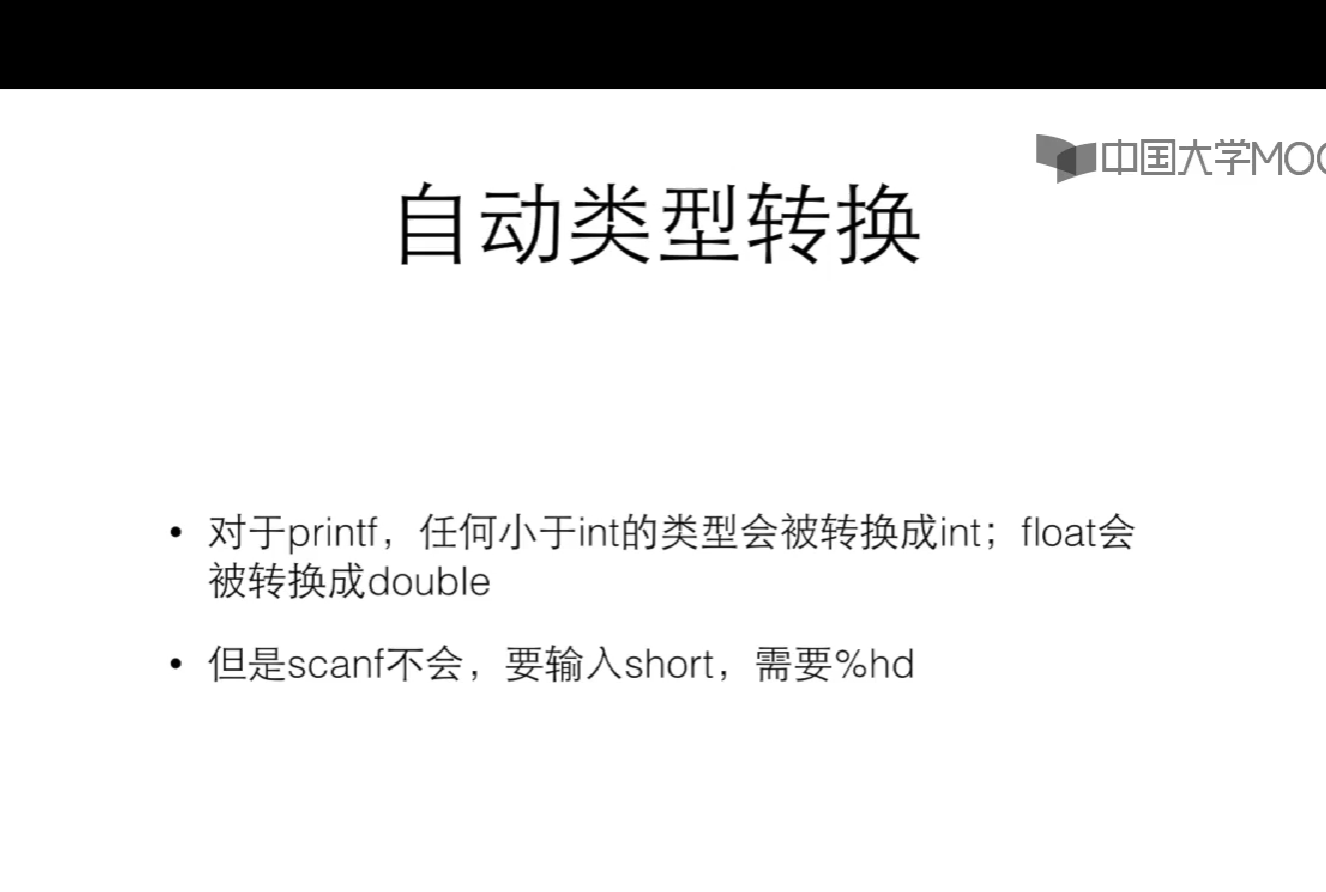 中国大学MOO
自动类型转换
• 对于printf，任何小于int的类型会被转换成int；float会
被转换成double
• 但是scanf不会，要输入short，需要%hd